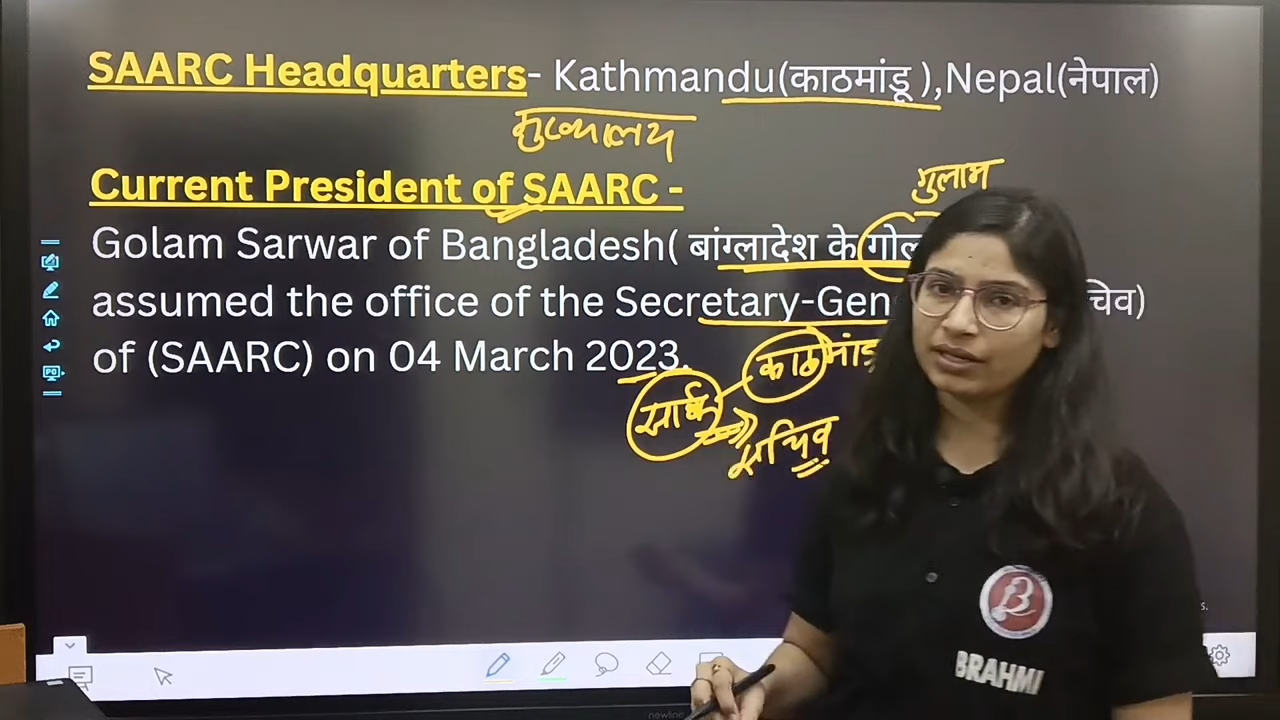 SAARC Headquarters- Kathmandu(काठमांडू ),Nepal(नेपाल)
मुख्यालय
Current President of SAARC -
गुलाम
Golam Sarwar of Bangladesh( बांग्लादेश के
assumed the office of the Secretary-Gen
of (SAARC) on 04 March 2023.
काठमांडू
सार्क
सचिव
BRAHMI
newline